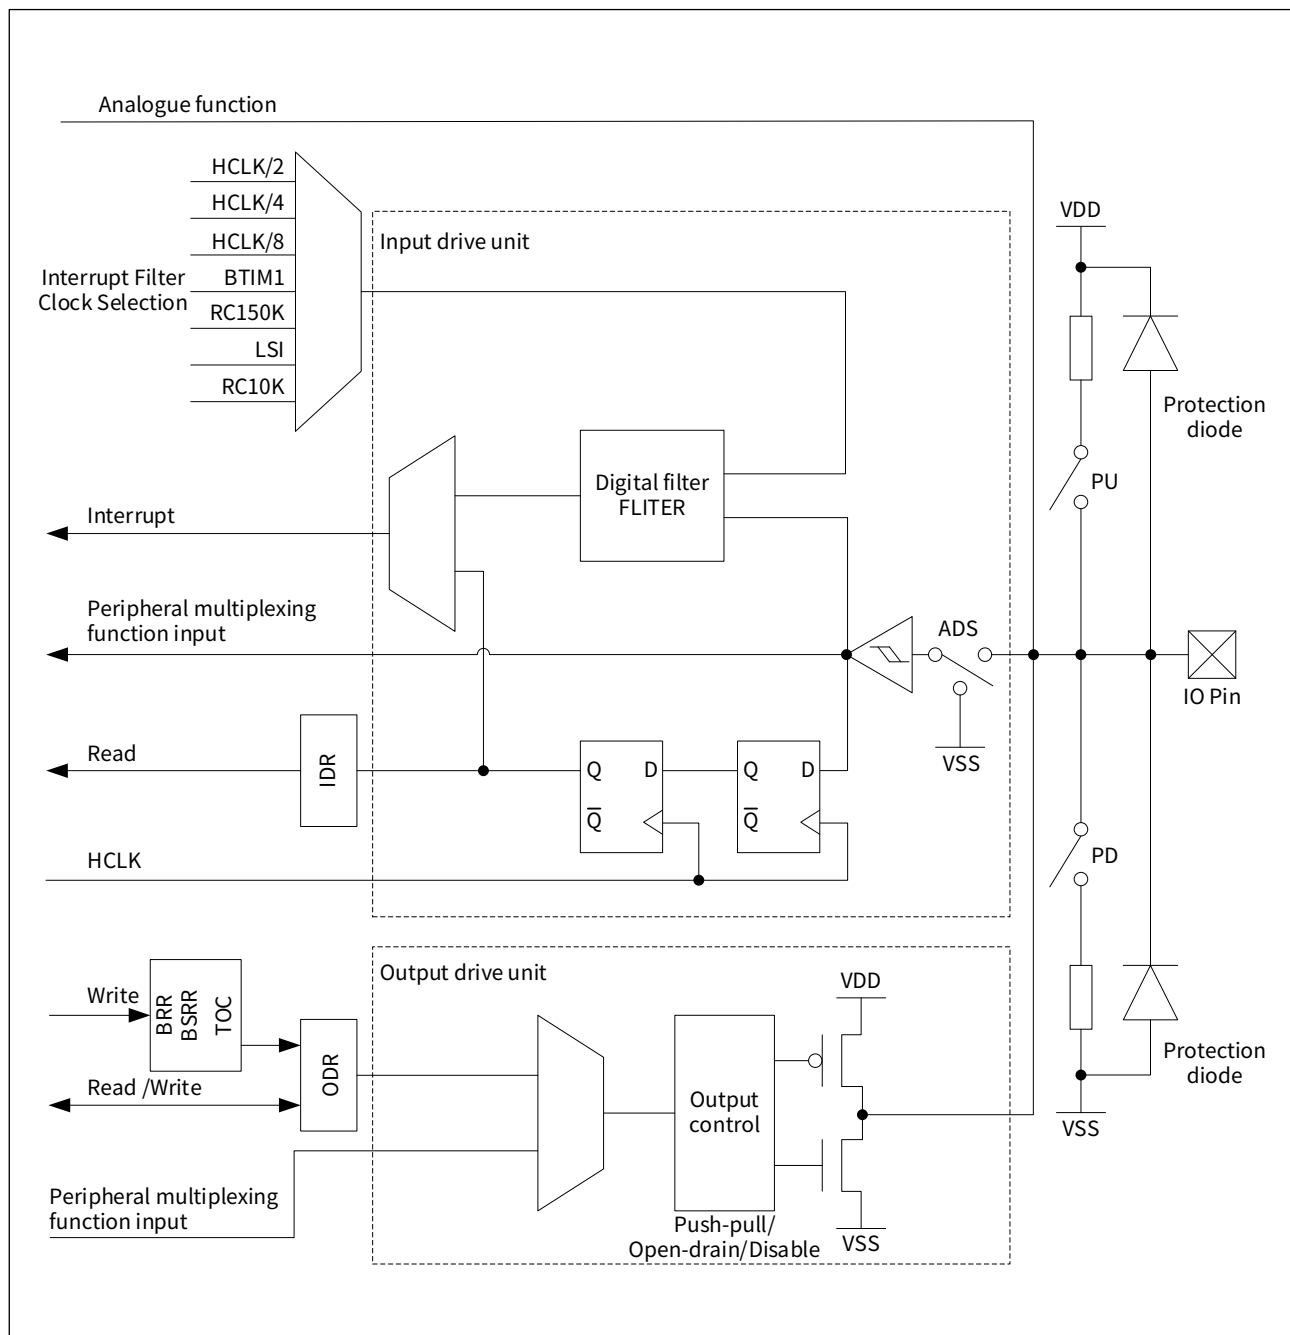 Analogue function
HCLK/2
HCLK/4
HCLK/8
BTIM1
RC150K
LSI
RC10K
Interrupt Filter
Clock Selection
Input drive unit
VDD
Protection
diode
PU
Digital filter
FLITER
Interrupt
Peripheral multiplexing
function input
ADS
VSS
IO Pin
Read
IDR
Q D
Q̅
Q D
Q̅
HCLK
PD
Output drive unit
Write
BRR
BSRR
TOC
ODR
Read /Write
Peripheral multiplexing
function input
Output
control
Push-pull/
Open-drain/Disable
VDD
VSS
Protection
diode
VSS